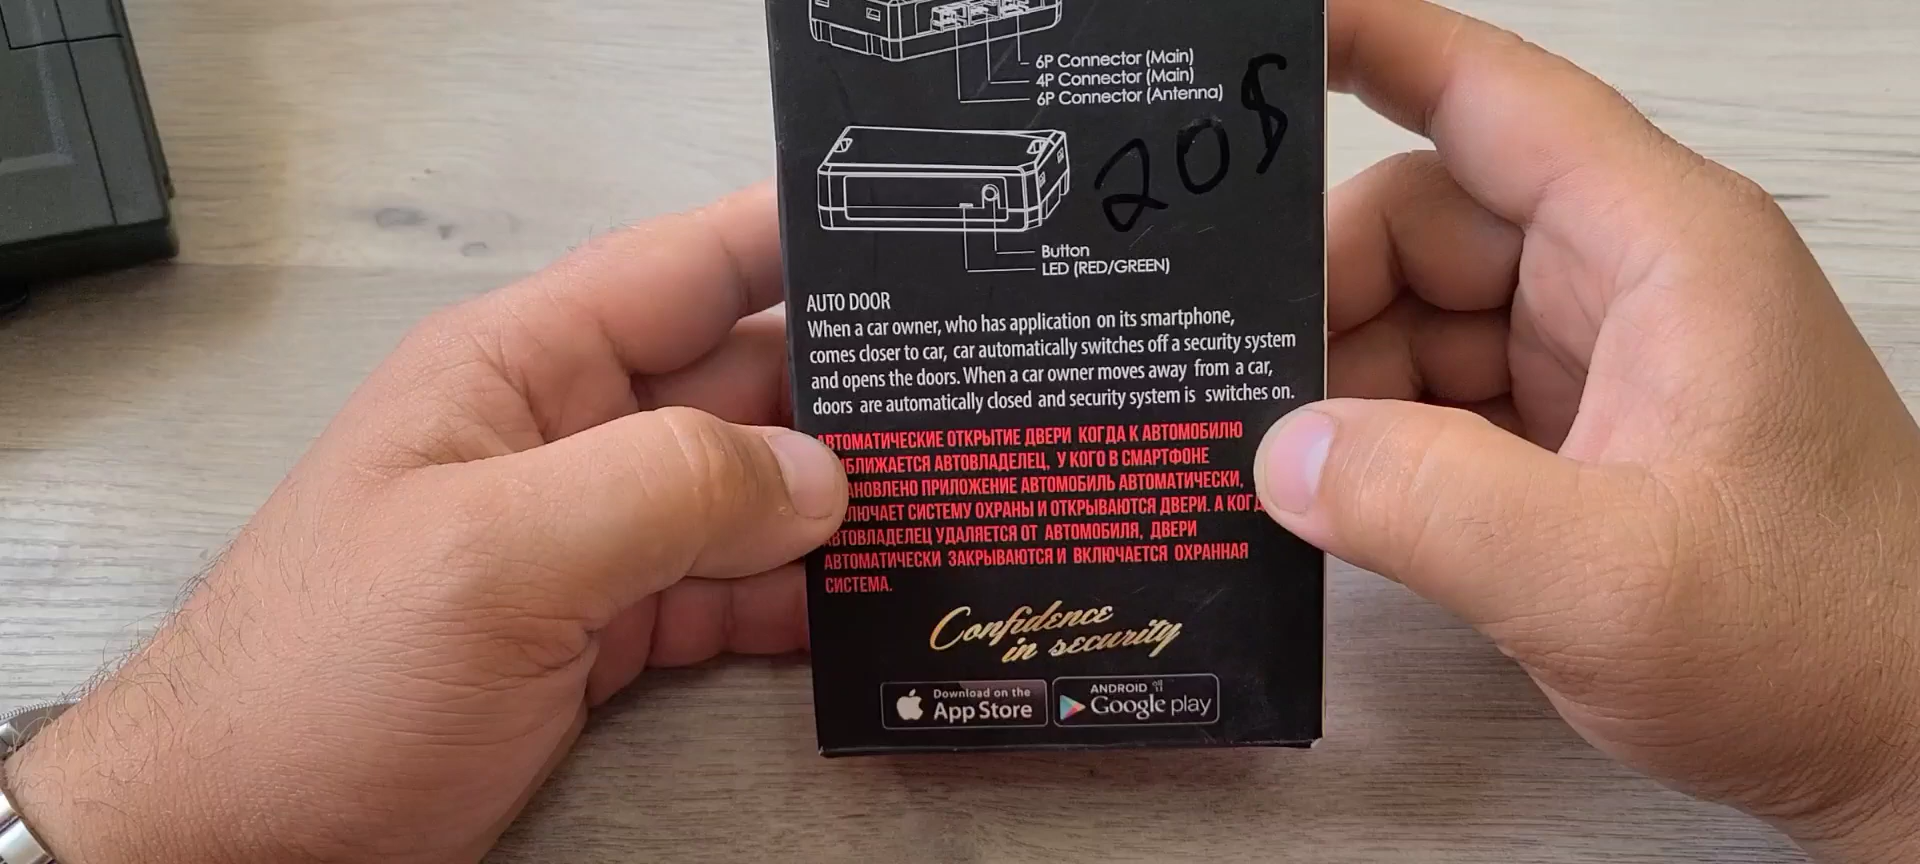 6P Connector (Main)
4P Connector (Main)
6P Connector (Antenna)
20$
Button
LED (RED/GREEN)
AUTO DOOR
When a car owner, who has application on its smartphone,
comes closer to car, car automatically switches off a security system
and opens the doors. When a car owner moves away from a car,
doors are automatically closed and security system is switches on.
АВТОМАТИЧЕСКИЕ ОТКРЫТИЕ ДВЕРИ КОГДА К АВТОМОБИЛЮ
АВТОВЛАДЕЛЕЦ, У КОГО В СМАРТФОНЕ
ПРИЛОЖЕНИЕ АВТОМОБИЛЬ АВТОМАТИЧЕСКИ,
СИСТЕМУ ОХРАНЫ И ОТКРЫВАЮТСЯ ДВЕРИ. А
АВТОВЛАДЕЛЕЦ УДАЛЯЕТСЯ ОТ АВТОМОБИЛЯ, ДВЕРИ
АВТОМАТИЧЕСКИ ЗАКРЫВАЮТСЯ И ВКЛЮЧАЕТСЯ ОХРАННАЯ
СИСТЕМА.
Confidence
in security
Download on the
App Store
ANDROID
Google play